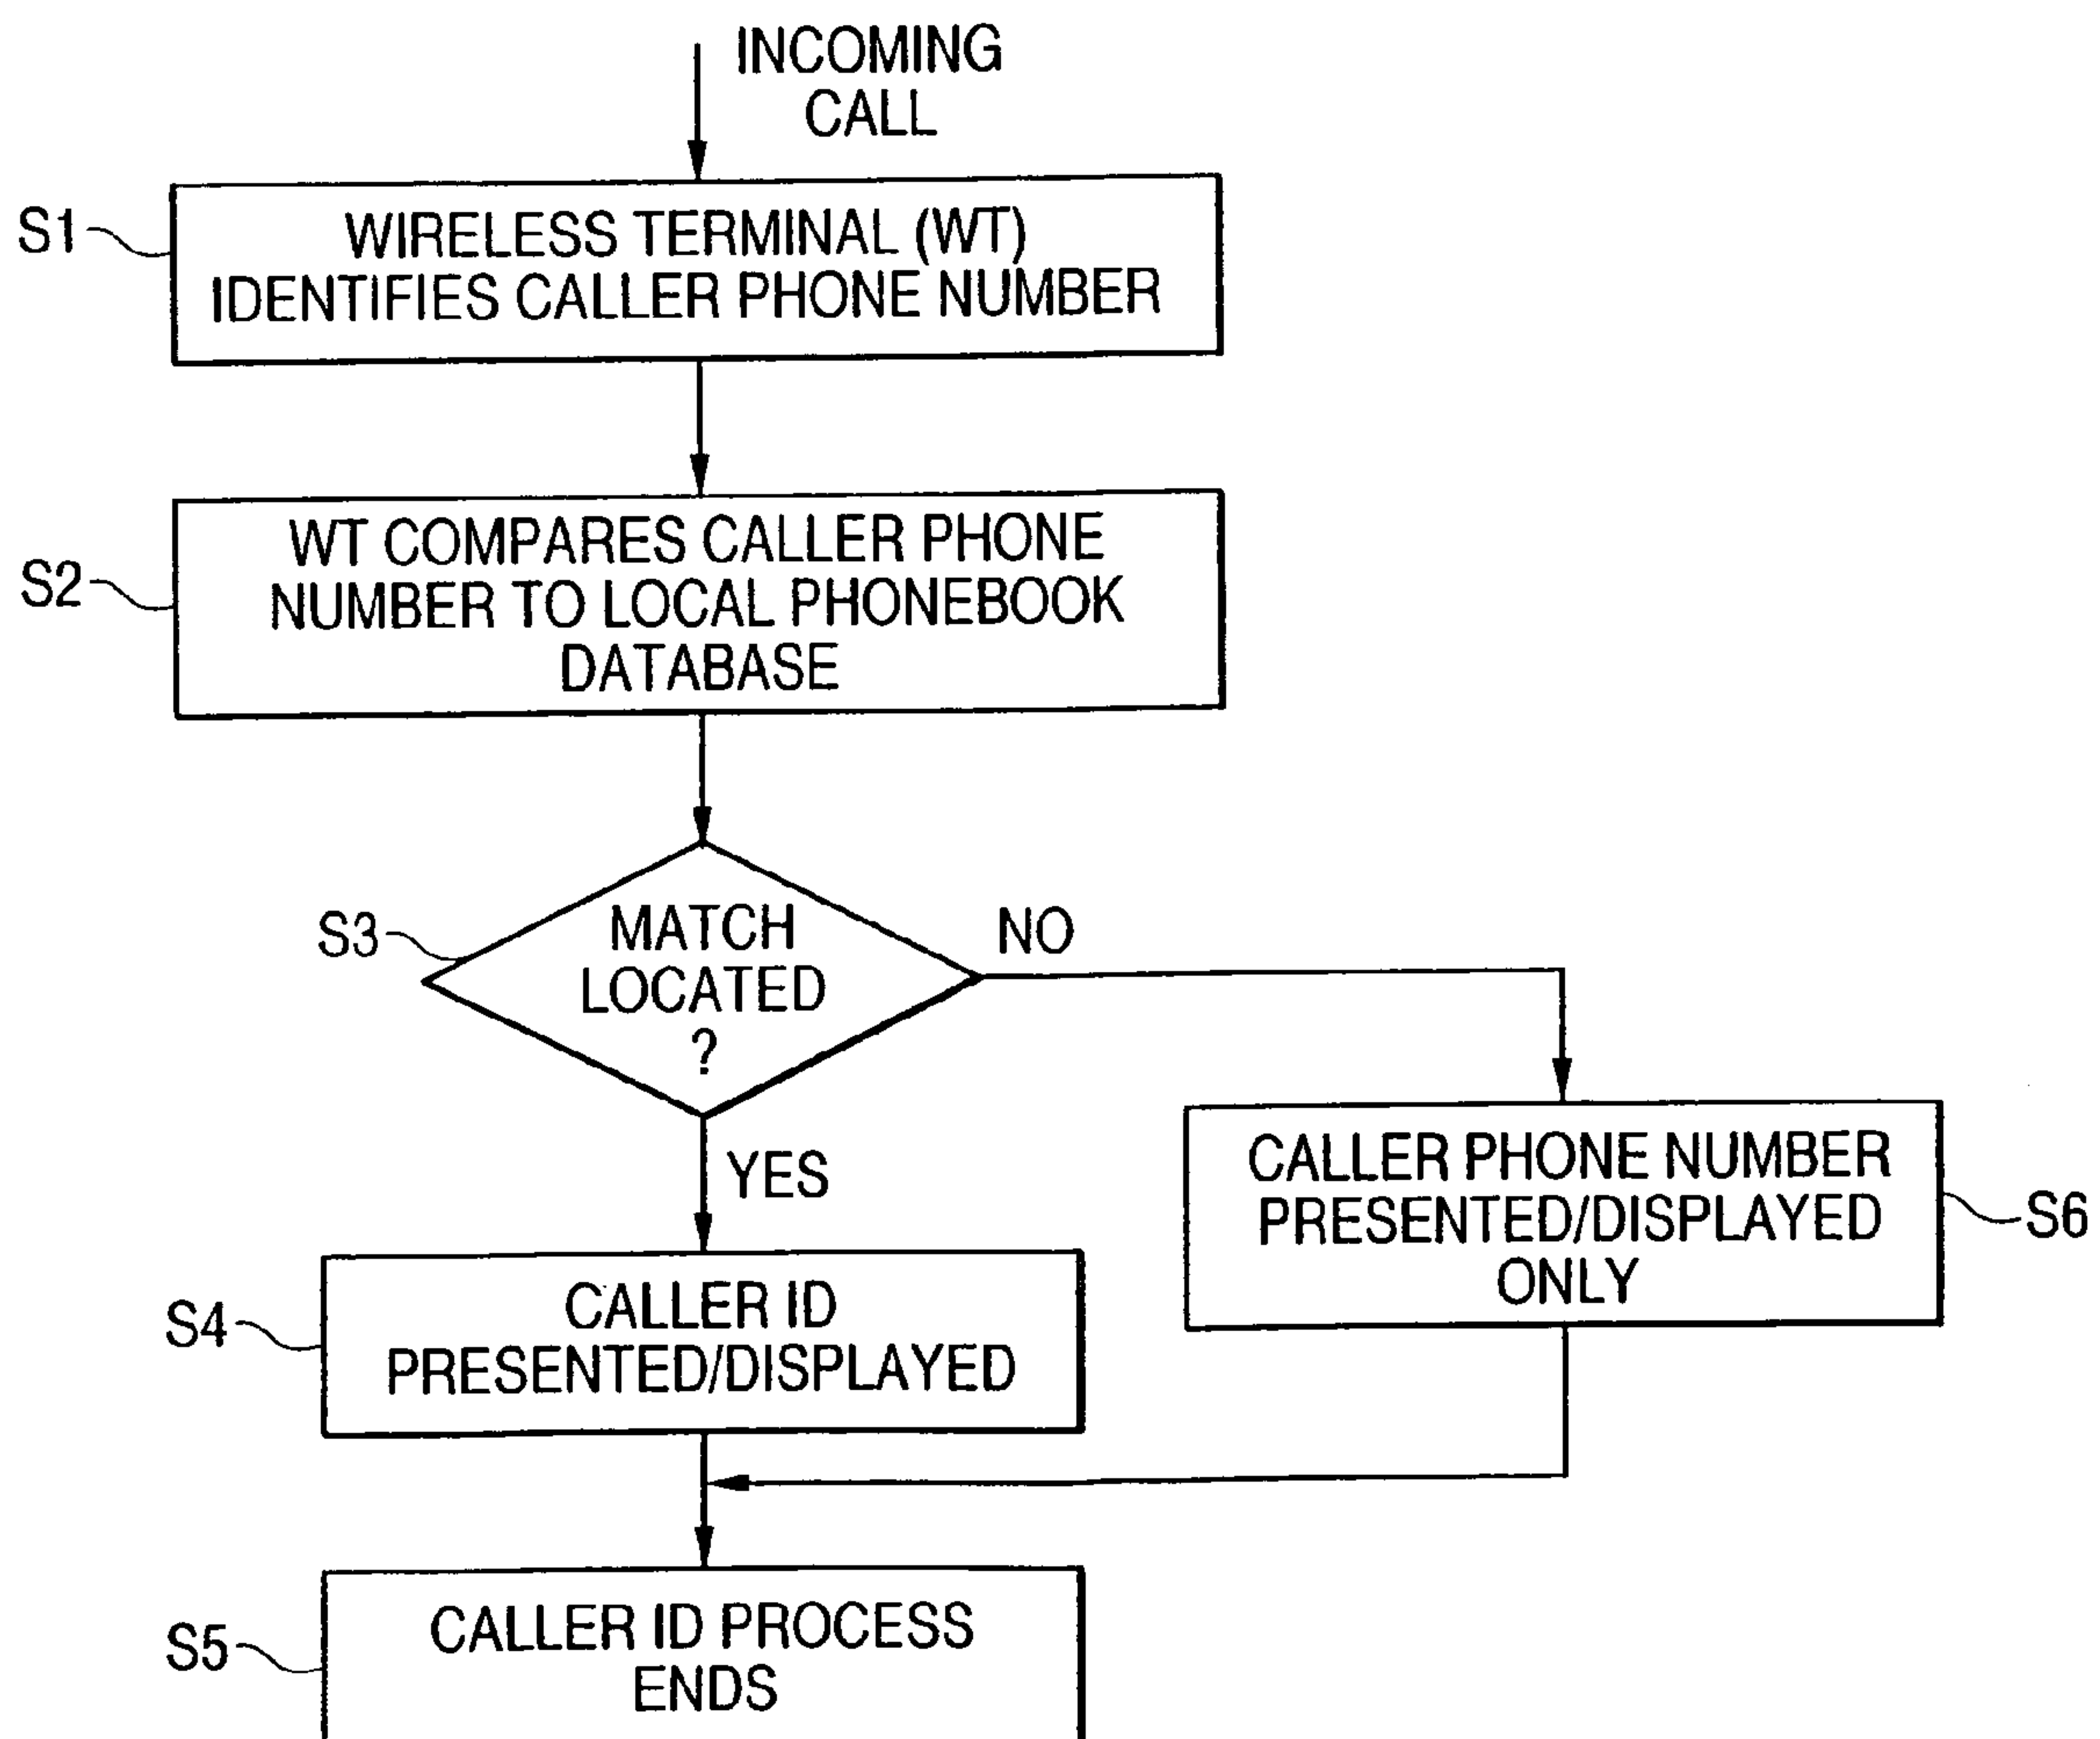 INCOMING
CALL
S1
WIRELESS TERMINAL (WT)
IDENTIFIES CALLER PHONE NUMBER
S2
WT COMPARES CALLER PHONE
NUMBER TO LOCAL PHONEBOOK
DATABASE
S3
MATCH
LOCATED
?
NO
YES
CALLER PHONE NUMBER
PRESENTED/DISPLAYED
ONLY
S6
S4
CALLER ID
PRESENTED/DISPLAYED
S5
CALLER ID PROCESS
ENDS